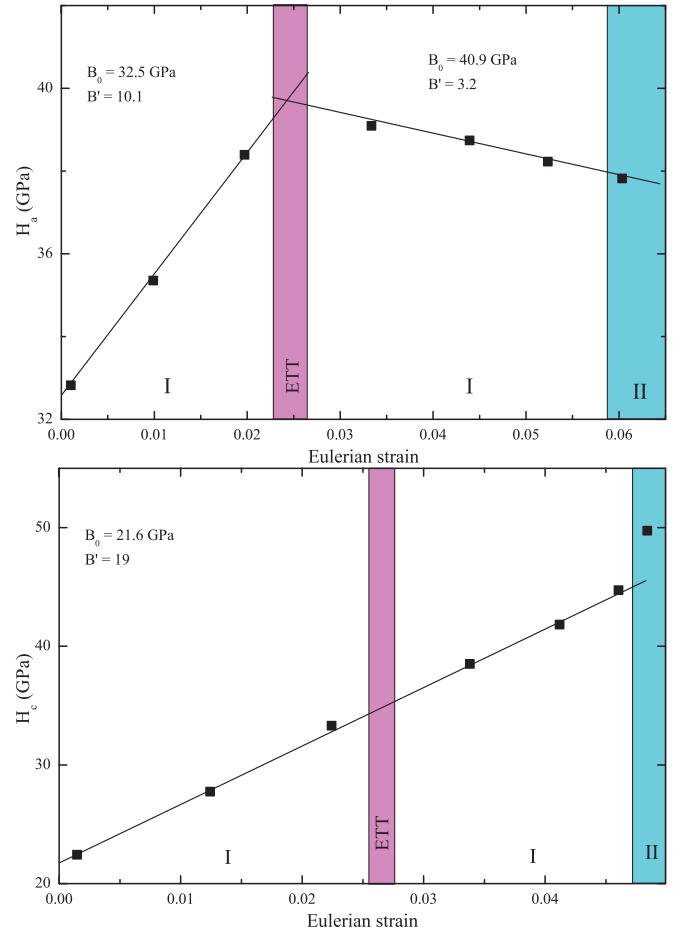 B0 = 32.5 GPa
B' = 10.1
B0 = 40.9 GPa
B' = 3.2
40
36
32
Ha (GPa)
I
ETT
I
II
0.00 0.01 0.02 0.03 0.04 0.05 0.06
Eulerian strain
B0 = 21.6 GPa
B' = 19
50
40
30
20
Hc (GPa)
I
ETT
I
II
0.00 0.01 0.02 0.03 0.04
Eulerian strain